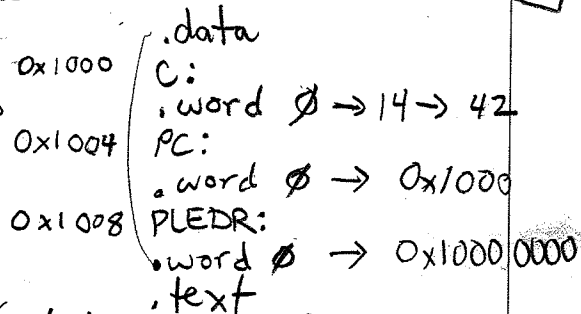 .data
0x1000 C:
.word Ø → 14 → 42
0x1004 PC:
.word Ø → 0x1000
0x1008 PLEDR:
.word Ø → 0x1000 0000
.text